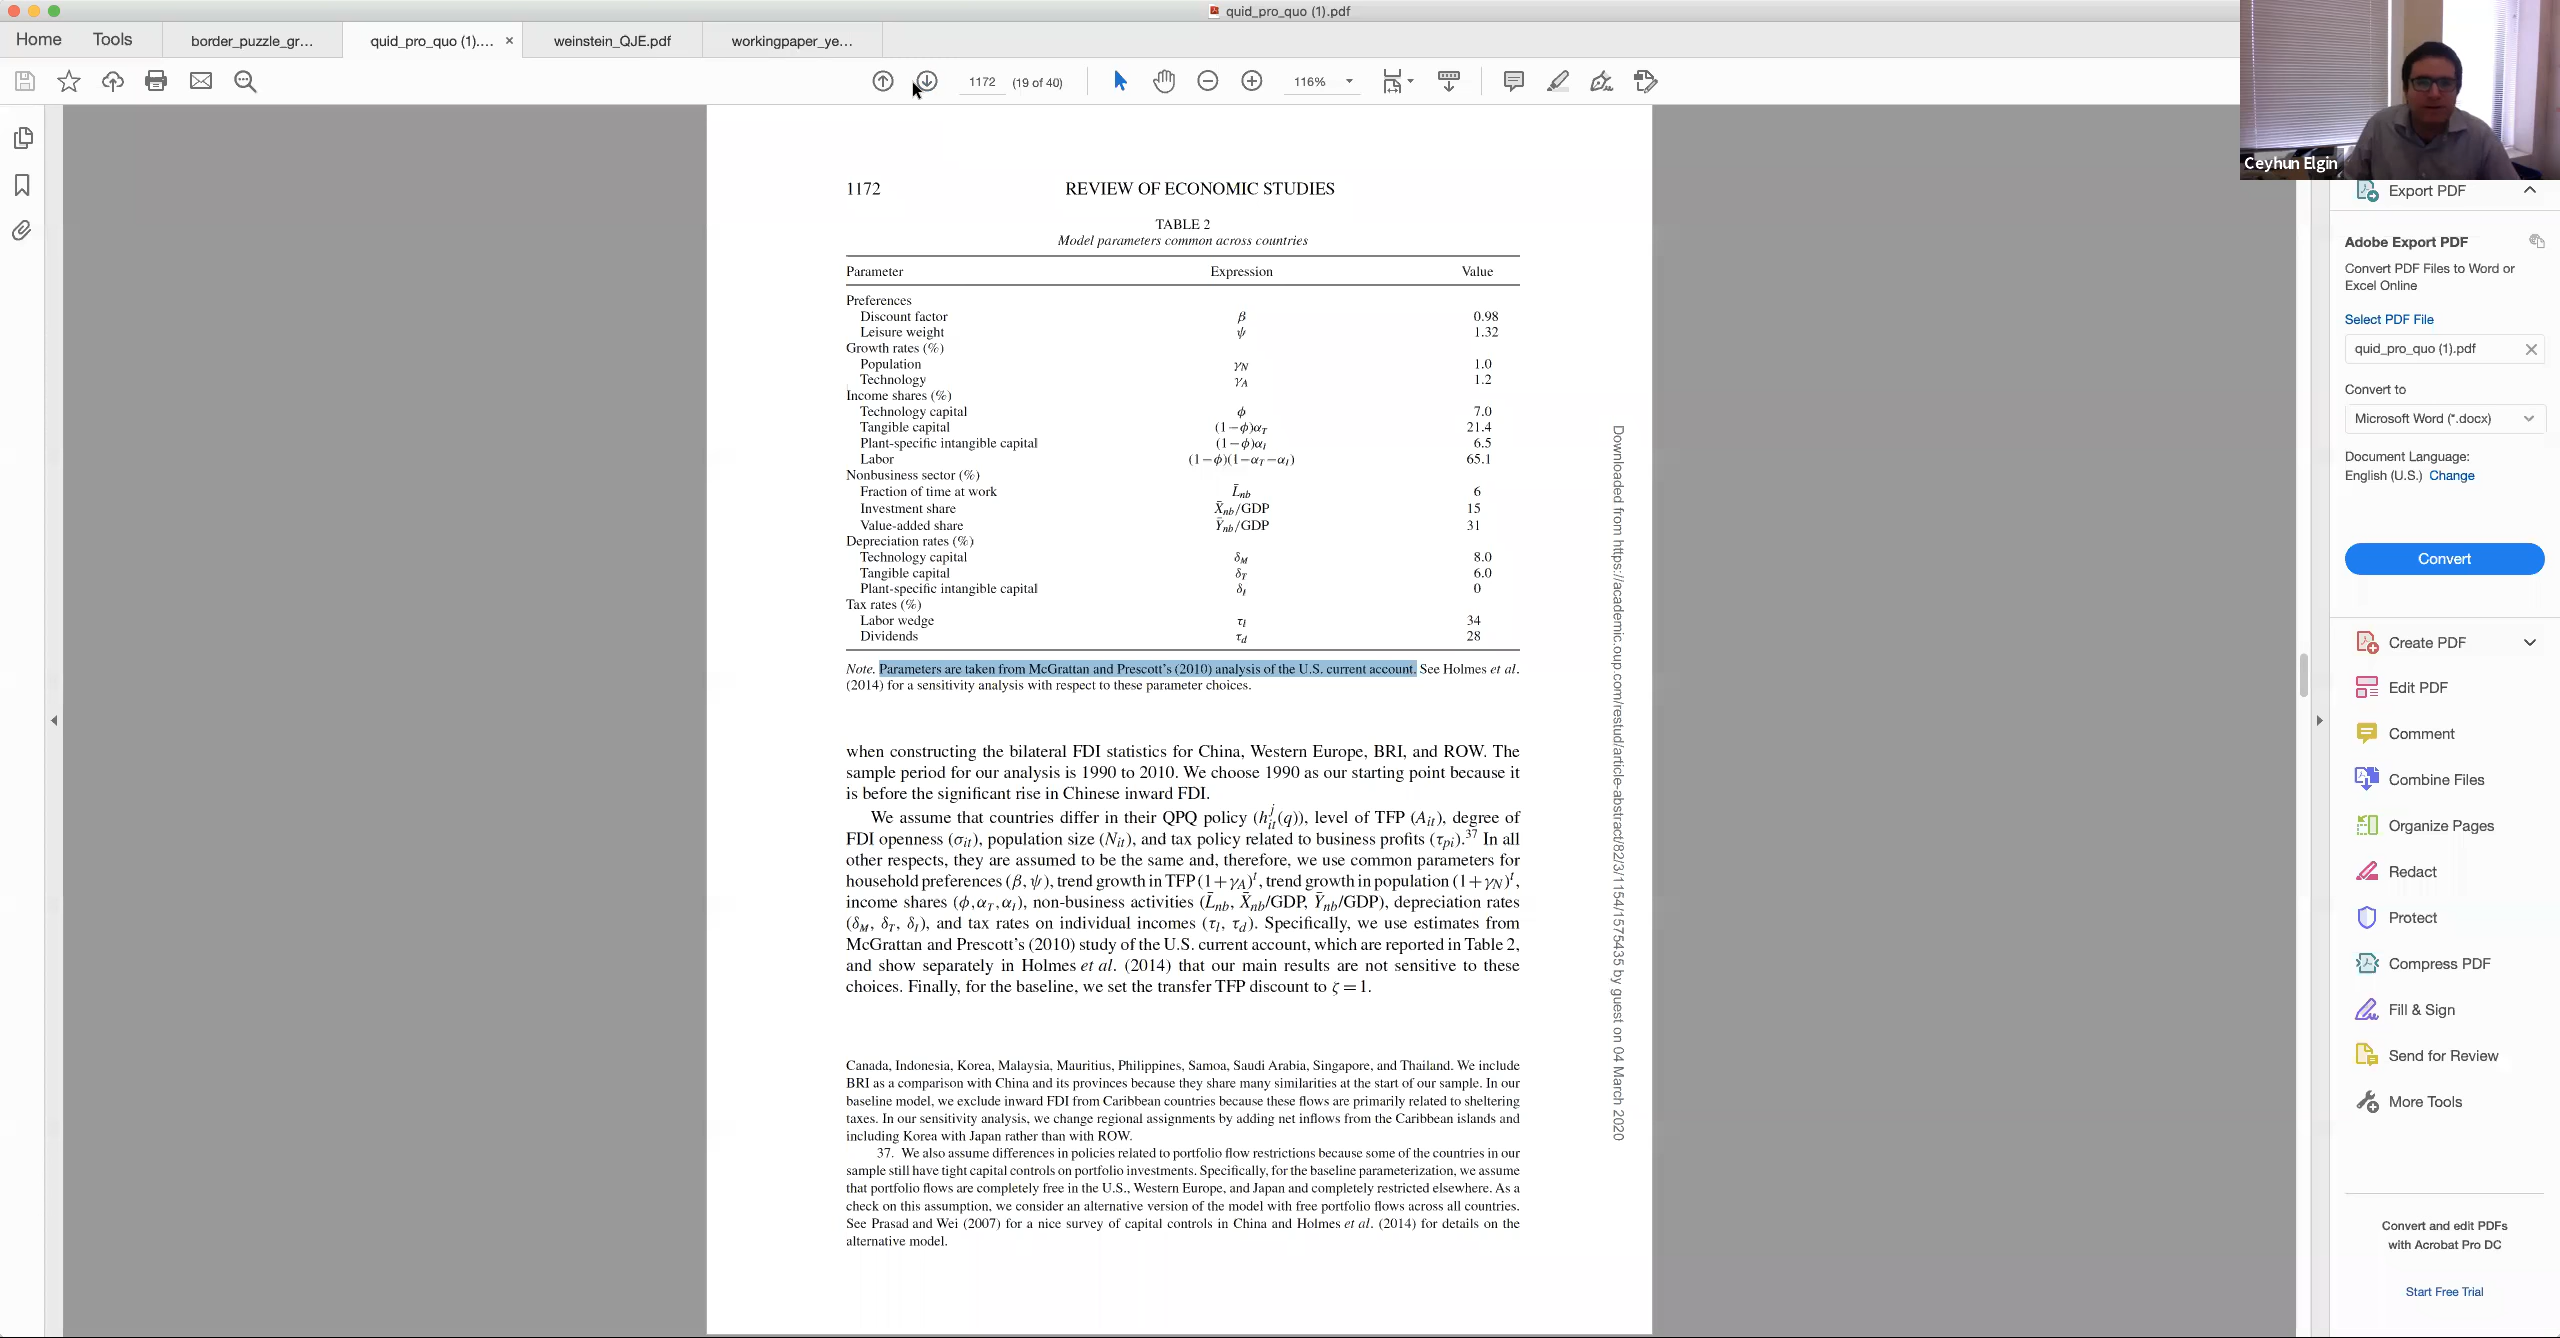 quid_pro_quo (1).pdf
Home
Tools
border_puzzle_gr...
quid_pro_quo (1)....
weinstein_QJE.pdf
workingpaper_ye...
1172
(19 of 40)
116%
Ceyhun Elgin
1172
REVIEW OF ECONOMIC STUDIES
TABLE 2
Model parameters common across countries
Parameter Expression Value
Preferences
Discount factor β 0.98
Leisure weight ψ 1.32
Growth rates (%)
Population γN 1.0
Technology γA 1.2
Income shares (%)
Technology capital ϕ 7.0
Tangible capital (1−ϕ)αT 21.4
Plant-specific intangible capital (1−ϕ)αI 6.5
Labor (1−ϕ)(1−αT−αI) 65.1
Nonbusiness sector (%)
Fraction of time at work L̄nb 6
Investment share X̄nb/GDP 15
Value-added share Ȳnb/GDP 31
Depreciation rates (%)
Technology capital δM 8.0
Tangible capital δT 6.0
Plant-specific intangible capital δI 0
Tax rates (%)
Labor wedge τl 34
Dividends τd 28
Note. Parameters are taken from McGrattan and Prescott's (2010) analysis of the U.S. current account. See Holmes et al.
(2014) for a sensitivity analysis with respect to these parameter choices.
when constructing the bilateral FDI statistics for China, Western Europe, BRI, and ROW. The
sample period for our analysis is 1990 to 2010. We choose 1990 as our starting point because it
is before the significant rise in Chinese inward FDI.
We assume that countries differ in their QPQ policy (h^j_it(q)), level of TFP (Ait), degree of
FDI openness (σit), population size (Nit), and tax policy related to business profits (τpi).37 In all
other respects, they are assumed to be the same and, therefore, we use common parameters for
household preferences (β, ψ), trend growth in TFP (1+γA)^t, trend growth in population (1+γN)^t,
income shares (ϕ,αT,αI), non-business activities (L̄nb, X̄nb/GDP, Ȳnb/GDP), depreciation rates
(δM, δT, δI), and tax rates on individual incomes (τl, τd). Specifically, we use estimates from
McGrattan and Prescott's (2010) study of the U.S. current account, which are reported in Table 2,
and show separately in Holmes et al. (2014) that our main results are not sensitive to these
choices. Finally, for the baseline, we set the transfer TFP discount to ζ = 1.
Canada, Indonesia, Korea, Malaysia, Mauritius, Philippines, Samoa, Saudi Arabia, Singapore, and Thailand. We include
BRI as a comparison with China and its provinces because they share many similarities at the start of our sample. In our
baseline model, we exclude inward FDI from Caribbean countries because these flows are primarily related to sheltering
taxes. In our sensitivity analysis, we change regional assignments by adding net inflows from the Caribbean islands and
including Korea with Japan rather than with ROW.
37. We also assume differences in policies related to portfolio flow restrictions because some of the countries in our
sample still have tight capital controls on portfolio investments. Specifically, for the baseline parameterization, we assume
that portfolio flows are completely free in the U.S., Western Europe, and Japan and completely restricted elsewhere. As a
check on this assumption, we consider an alternative version of the model with free portfolio flows across all countries.
See Prasad and Wei (2007) for a nice survey of capital controls in China and Holmes et al. (2014) for details on the
alternative model.
Downloaded from https://academic.oup.com/restud/article-abstract/82/3/1154/1575435 by guest on 04 March 2020
Export PDF
Adobe Export PDF
Convert PDF Files to Word or
Excel Online
Select PDF File
quid_pro_quo (1).pdf
Convert to
Microsoft Word (*.docx)
Document Language:
English (U.S.) Change
Convert
Create PDF
Edit PDF
Comment
Combine Files
Organize Pages
Redact
Protect
Compress PDF
Fill & Sign
Send for Review
More Tools
Convert and edit PDFs
with Acrobat Pro DC
Start Free Trial